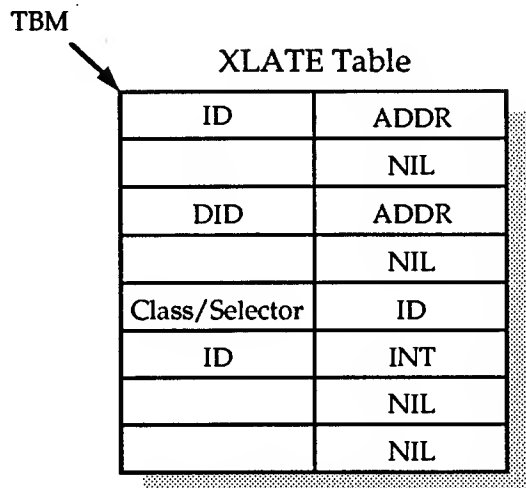 TBM
XLATE Table
ID ADDR
NIL
DID ADDR
NIL
Class/Selector ID
ID INT
NIL
NIL